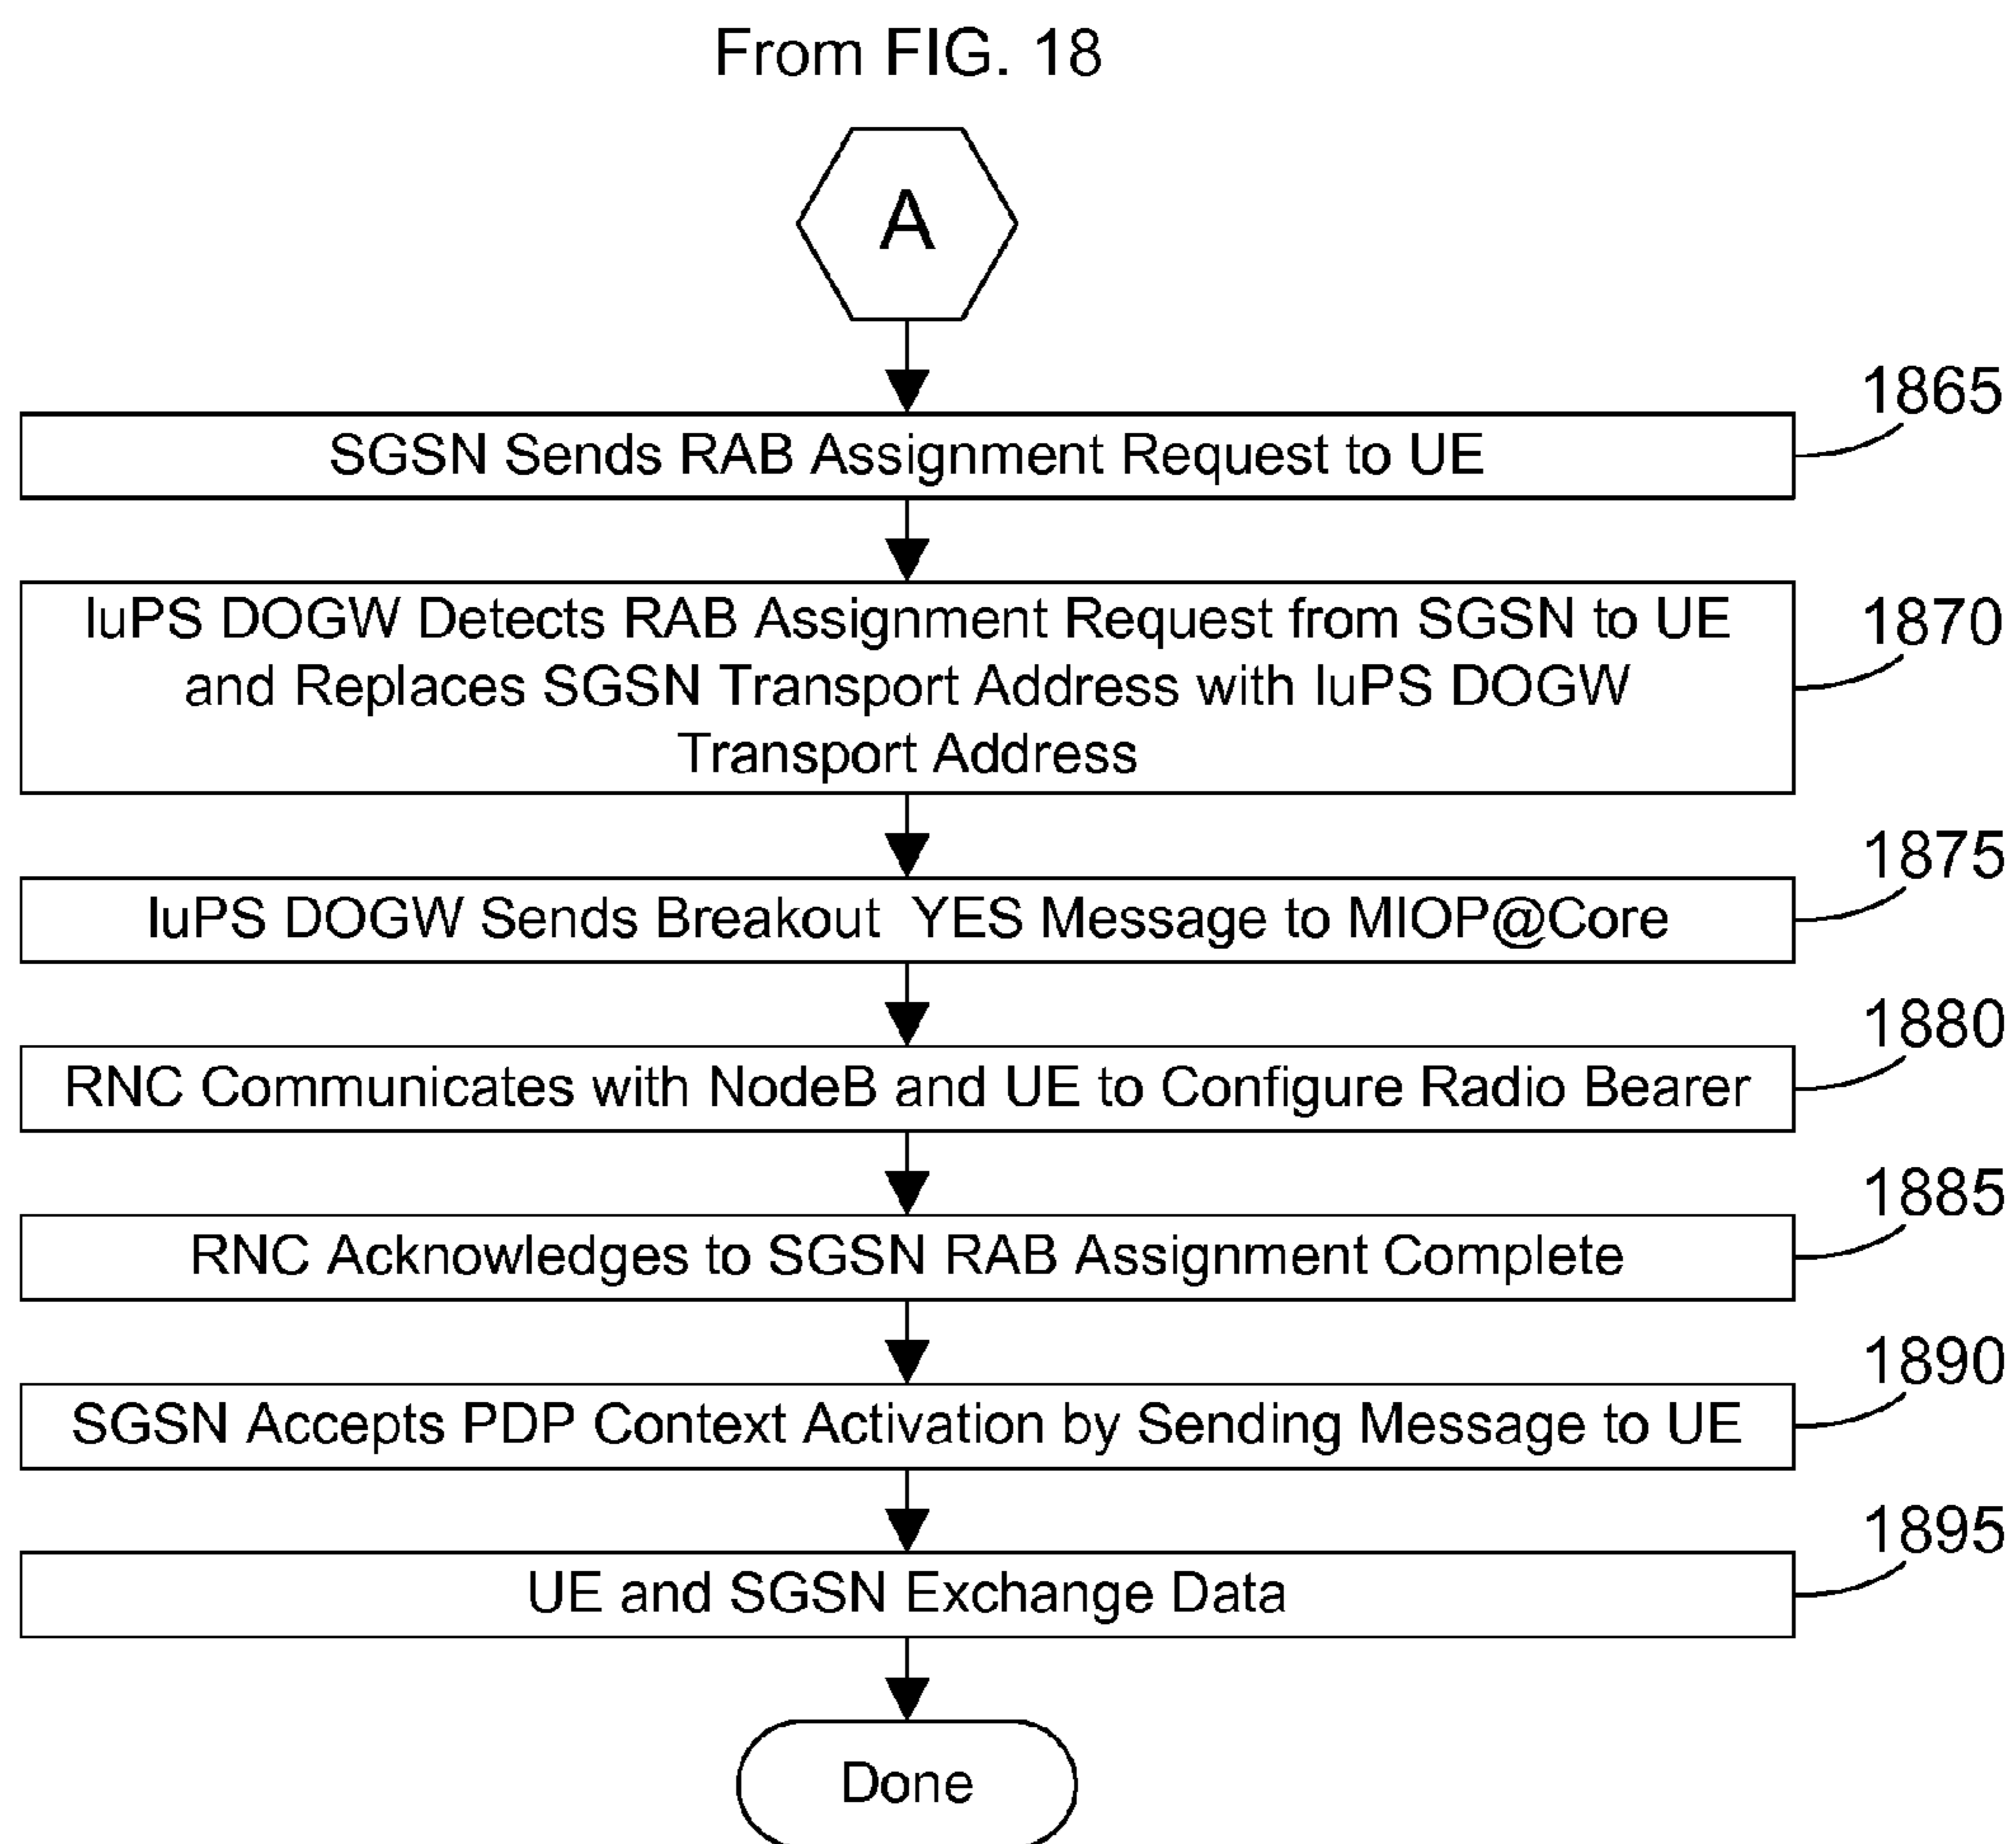 From FIG. 18
A
1865
SGSN Sends RAB Assignment Request to UE
1870
IuPS DOGW Detects RAB Assignment Request from SGSN to UE
and Replaces SGSN Transport Address with IuPS DOGW
Transport Address
1875
IuPS DOGW Sends Breakout YES Message to MIOP@Core
1880
RNC Communicates with NodeB and UE to Configure Radio Bearer
1885
RNC Acknowledges to SGSN RAB Assignment Complete
1890
SGSN Accepts PDP Context Activation by Sending Message to UE
1895
UE and SGSN Exchange Data
Done